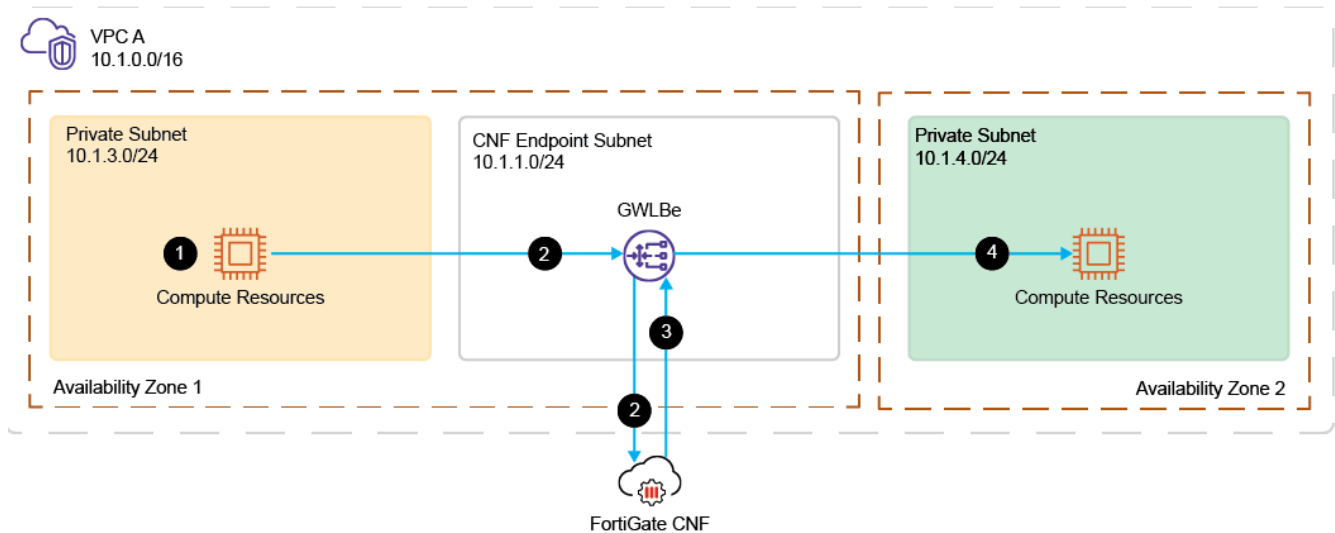 VPC A
10.1.0.0/16
Private Subnet
10.1.3.0/24
CNF Endpoint Subnet
10.1.1.0/24
Private Subnet
10.1.4.0/24
GWLBe
1
2
4
Compute Resources
Compute Resources
3
Availability Zone 1
Availability Zone 2
2
FortiGate CNF